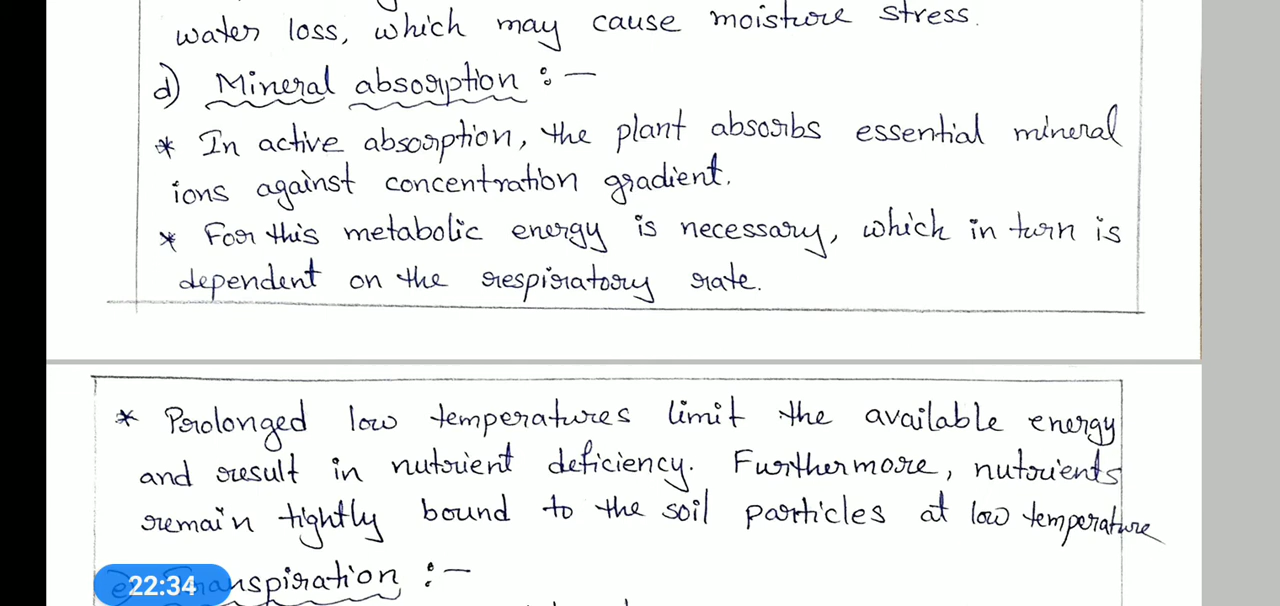 water loss, which may cause moisture stress.
d) Mineral absorption :-
* In active absorption, the plant absorbs essential mineral
ions against concentration gradient.
* For this metabolic energy is necessary, which in turn is
dependent on the respiratory rate.
* Prolonged low temperatures limit the available energy
and result in nutrient deficiency. Furthermore, nutrients
remain tightly bound to the soil particles at low temperature
e) Transpiration :-
22:34